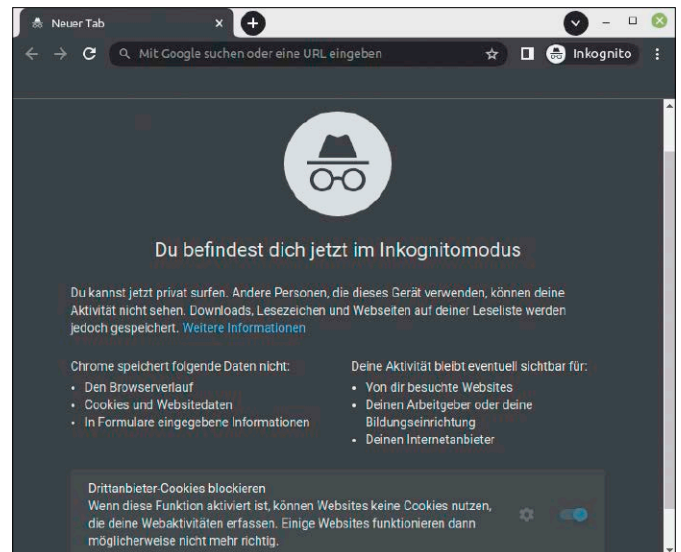 Neuer Tab
Mit Google suchen oder eine URL eingeben
Inkognito
Du befindest dich jetzt im Inkognitomodus
Du kannst jetzt privat surfen. Andere Personen, die dieses Gerät verwenden, können deine
Aktivität nicht sehen. Downloads, Lesezeichen und Webseiten auf deiner Leseliste werden
jedoch gespeichert. Weitere Informationen
Chrome speichert folgende Daten nicht:
• Den Browserverlauf
• Cookies und Websitedaten
• In Formulare eingegebene Informationen
Deine Aktivität bleibt eventuell sichtbar für:
• Von dir besuchte Websites
• Deinen Arbeitgeber oder deine
Bildungseinrichtung
• Deinen Internetanbieter
Drittanbieter-Cookies blockieren
Wenn diese Funktion aktiviert ist, können Websites keine Cookies nutzen,
die deine Webaktivitäten erfassen. Einige Websites funktionieren dann
möglicherweise nicht mehr richtig.